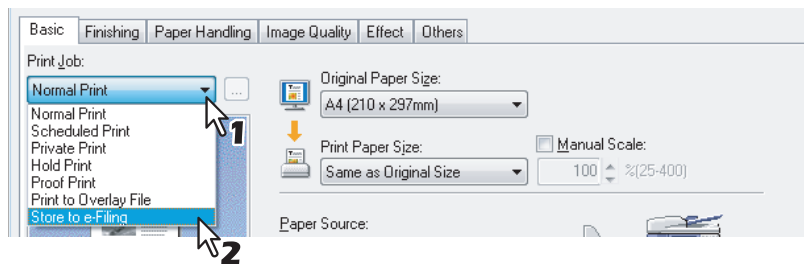 Basic Finishing Paper Handling Image Quality Effect Others
Print Job:
Normal Print ...
Normal Print
Scheduled Print
Private Print
Hold Print
Proof Print
Print to Overlay File
Store to e-Filing
1
2
Original Paper Size:
A4 (210 x 297mm)
Print Paper Size:
Same as Original Size
Manual Scale:
100 %(25-400)
Paper Source: